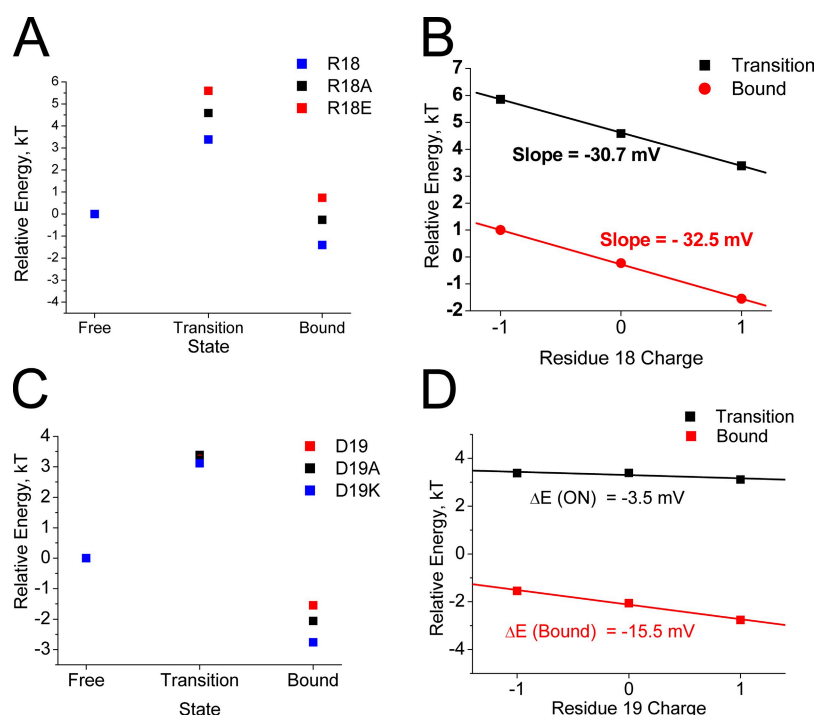 A
R18
R18A
R18E
Relative Energy, kT
6
5
4
3
2
1
0
-1
-2
-3
-4
Free
Transition
Bound
State
B
Transition
Bound
Relative Energy, kT
7
6
5
4
3
2
1
0
-1
-2
Slope = -30.7 mV
Slope = - 32.5 mV
-1
0
1
Residue 18 Charge
C
D19
D19A
D19K
Relative Energy, kT
4
3
2
1
0
-1
-2
-3
Free
Transition
Bound
State
D
Transition
Bound
Relative Energy, kT
4
2
0
-2
-4
ΔE (ON) = -3.5 mV
ΔE (Bound) = -15.5 mV
-1
0
1
Residue 19 Charge